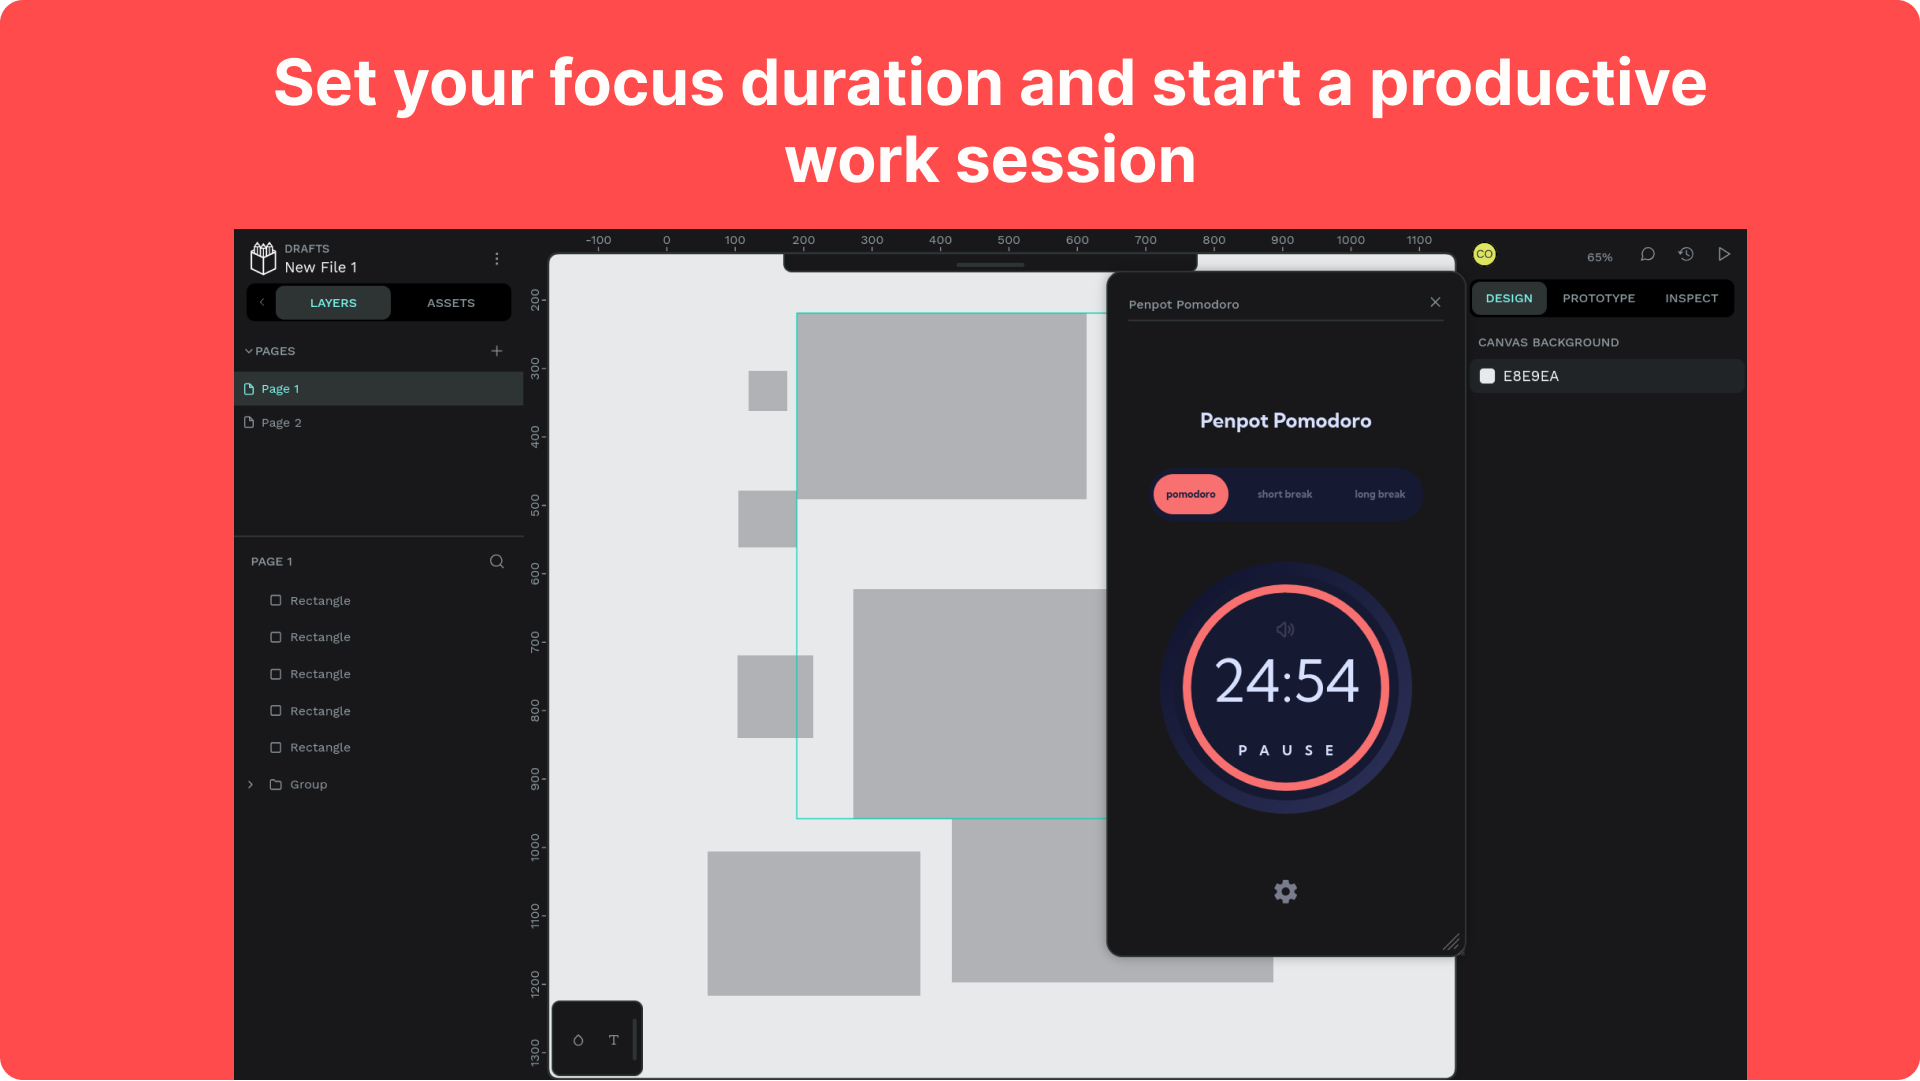 Set your focus duration and start a productive
work session
DRAFTS
New File 1
LAYERS
ASSETS
PAGES
Page 1
Page 2
PAGE 1
Rectangle
Rectangle
Rectangle
Rectangle
Rectangle
Group
-100 0 100 200 300 400 500 600 700 800 900 1000 1100
200
300
400
500
600
700
800
900
1000
1100
1200
1300
T
Penpot Pomodoro
Penpot Pomodoro
pomodoro short break long break
24:54
PAUSE
CO
65%
DESIGN PROTOTYPE INSPECT
CANVAS BACKGROUND
E8E9EA